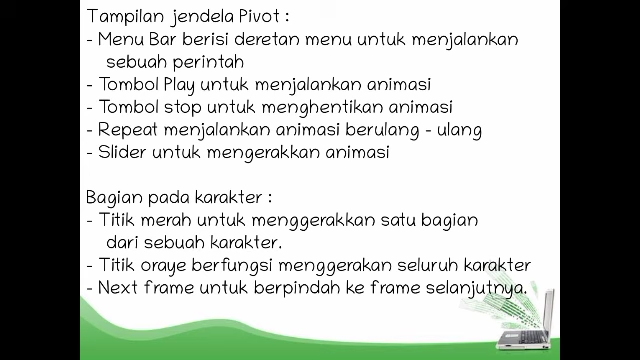 Tampilan jendela Pivot :
- Menu Bar berisi deretan menu untuk menjalankan
sebuah perintah
- Tombol Play untuk menjalankan animasi
- Tombol stop untuk menghentikan animasi
- Repeat menjalankan animasi berulang - ulang
- Slider untuk mengerakkan animasi
Bagian pada karakter :
- Titik merah untuk menggerakkan satu bagian
dari sebuah karakter.
- Titik oraye berfungsi menggerakan seluruh karakter
- Next frame untuk berpindah ke frame selanjutnya.